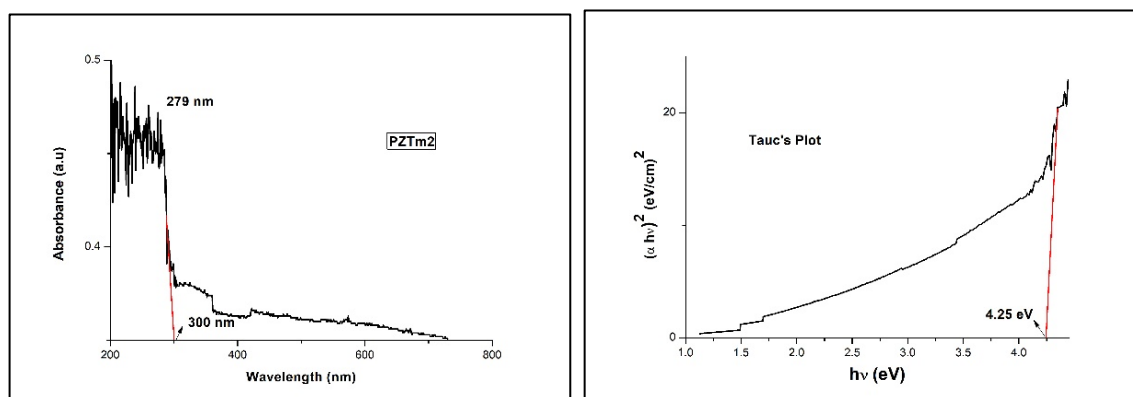 0.5
0.4
Absorbance (a.u)
279 nm
PZTm2
300 nm
200 400 600 800
Wavelength (nm)
20
0
(α hν)² (eV/cm)²
Tauc's Plot
4.25 eV
1.0 1.5 2.0 2.5 3.0 3.5 4.0
hν (eV)